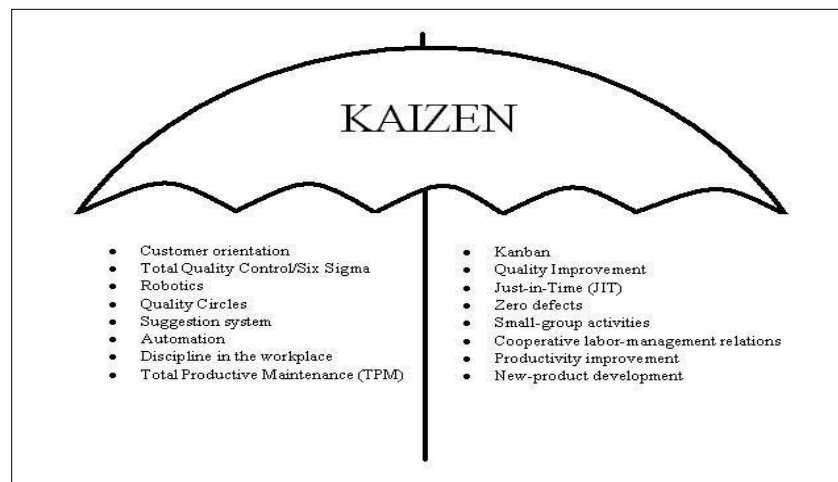 KAIZEN
• Customer orientation
• Total Quality Control/Six Sigma
• Robotics
• Quality Circles
• Suggestion system
• Automation
• Discipline in the workplace
• Total Productive Maintenance (TPM)
• Kanban
• Quality Improvement
• Just-in-Time (JIT)
• Zero defects
• Small-group activities
• Cooperative labor-management relations
• Productivity improvement
• New-product development